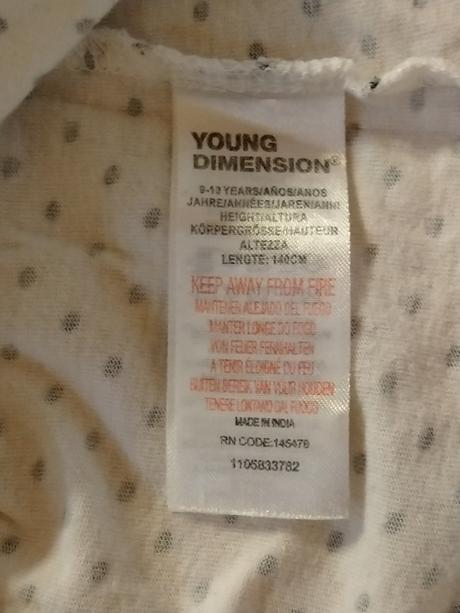 YOUNG
DIMENSION®
9-10 YEARS/AÑOS/ANOS
JAHRE/ANNÉES/JAREN/ANNI
HEIGHT/ALTURA
KÖRPERGRÖSSE/HAUTEUR
ALTEZZA
LENGTE: 140CM
KEEP AWAY FROM FIRE
MANTENER ALEJADO DEL FUEGO
MANTER LONGE DO FOGO
VON FEUER FERNHALTEN
A TENIR ÉLOIGNÉ DU FEU
BUITEN BEREIK VAN VUUR HOUDEN
TENERE LONTANO DAL FUOCO
MADE IN INDIA
RN CODE:145476
1105833762